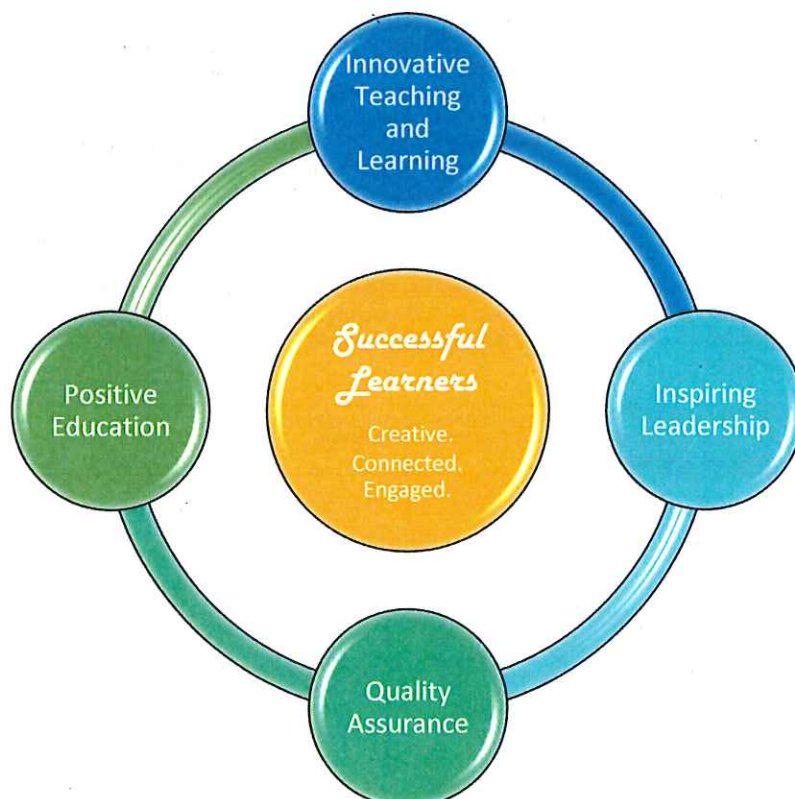 Innovative
Teaching
and
Learning
Successful
Learners
Creative.
Connected.
Engaged.
Positive
Education
Inspiring
Leadership
Quality
Assurance